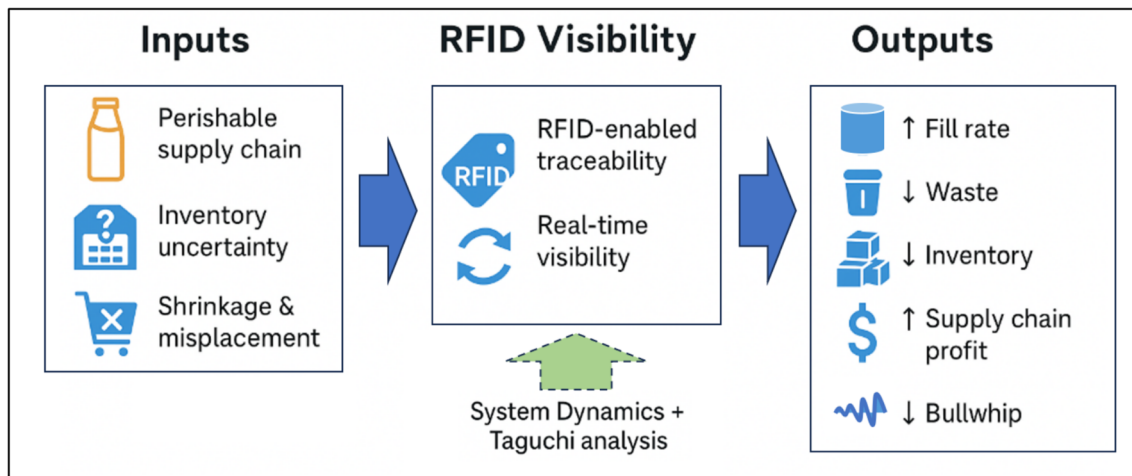 Inputs
Perishable
supply chain
?
Inventory
uncertainty
Shrinkage &
misplacement
RFID Visibility
RFID
RFID-enabled
traceability
Real-time
visibility
System Dynamics +
Taguchi analysis
Outputs
↑ Fill rate
↓ Waste
↓ Inventory
$
↑ Supply chain
profit
↓ Bullwhip